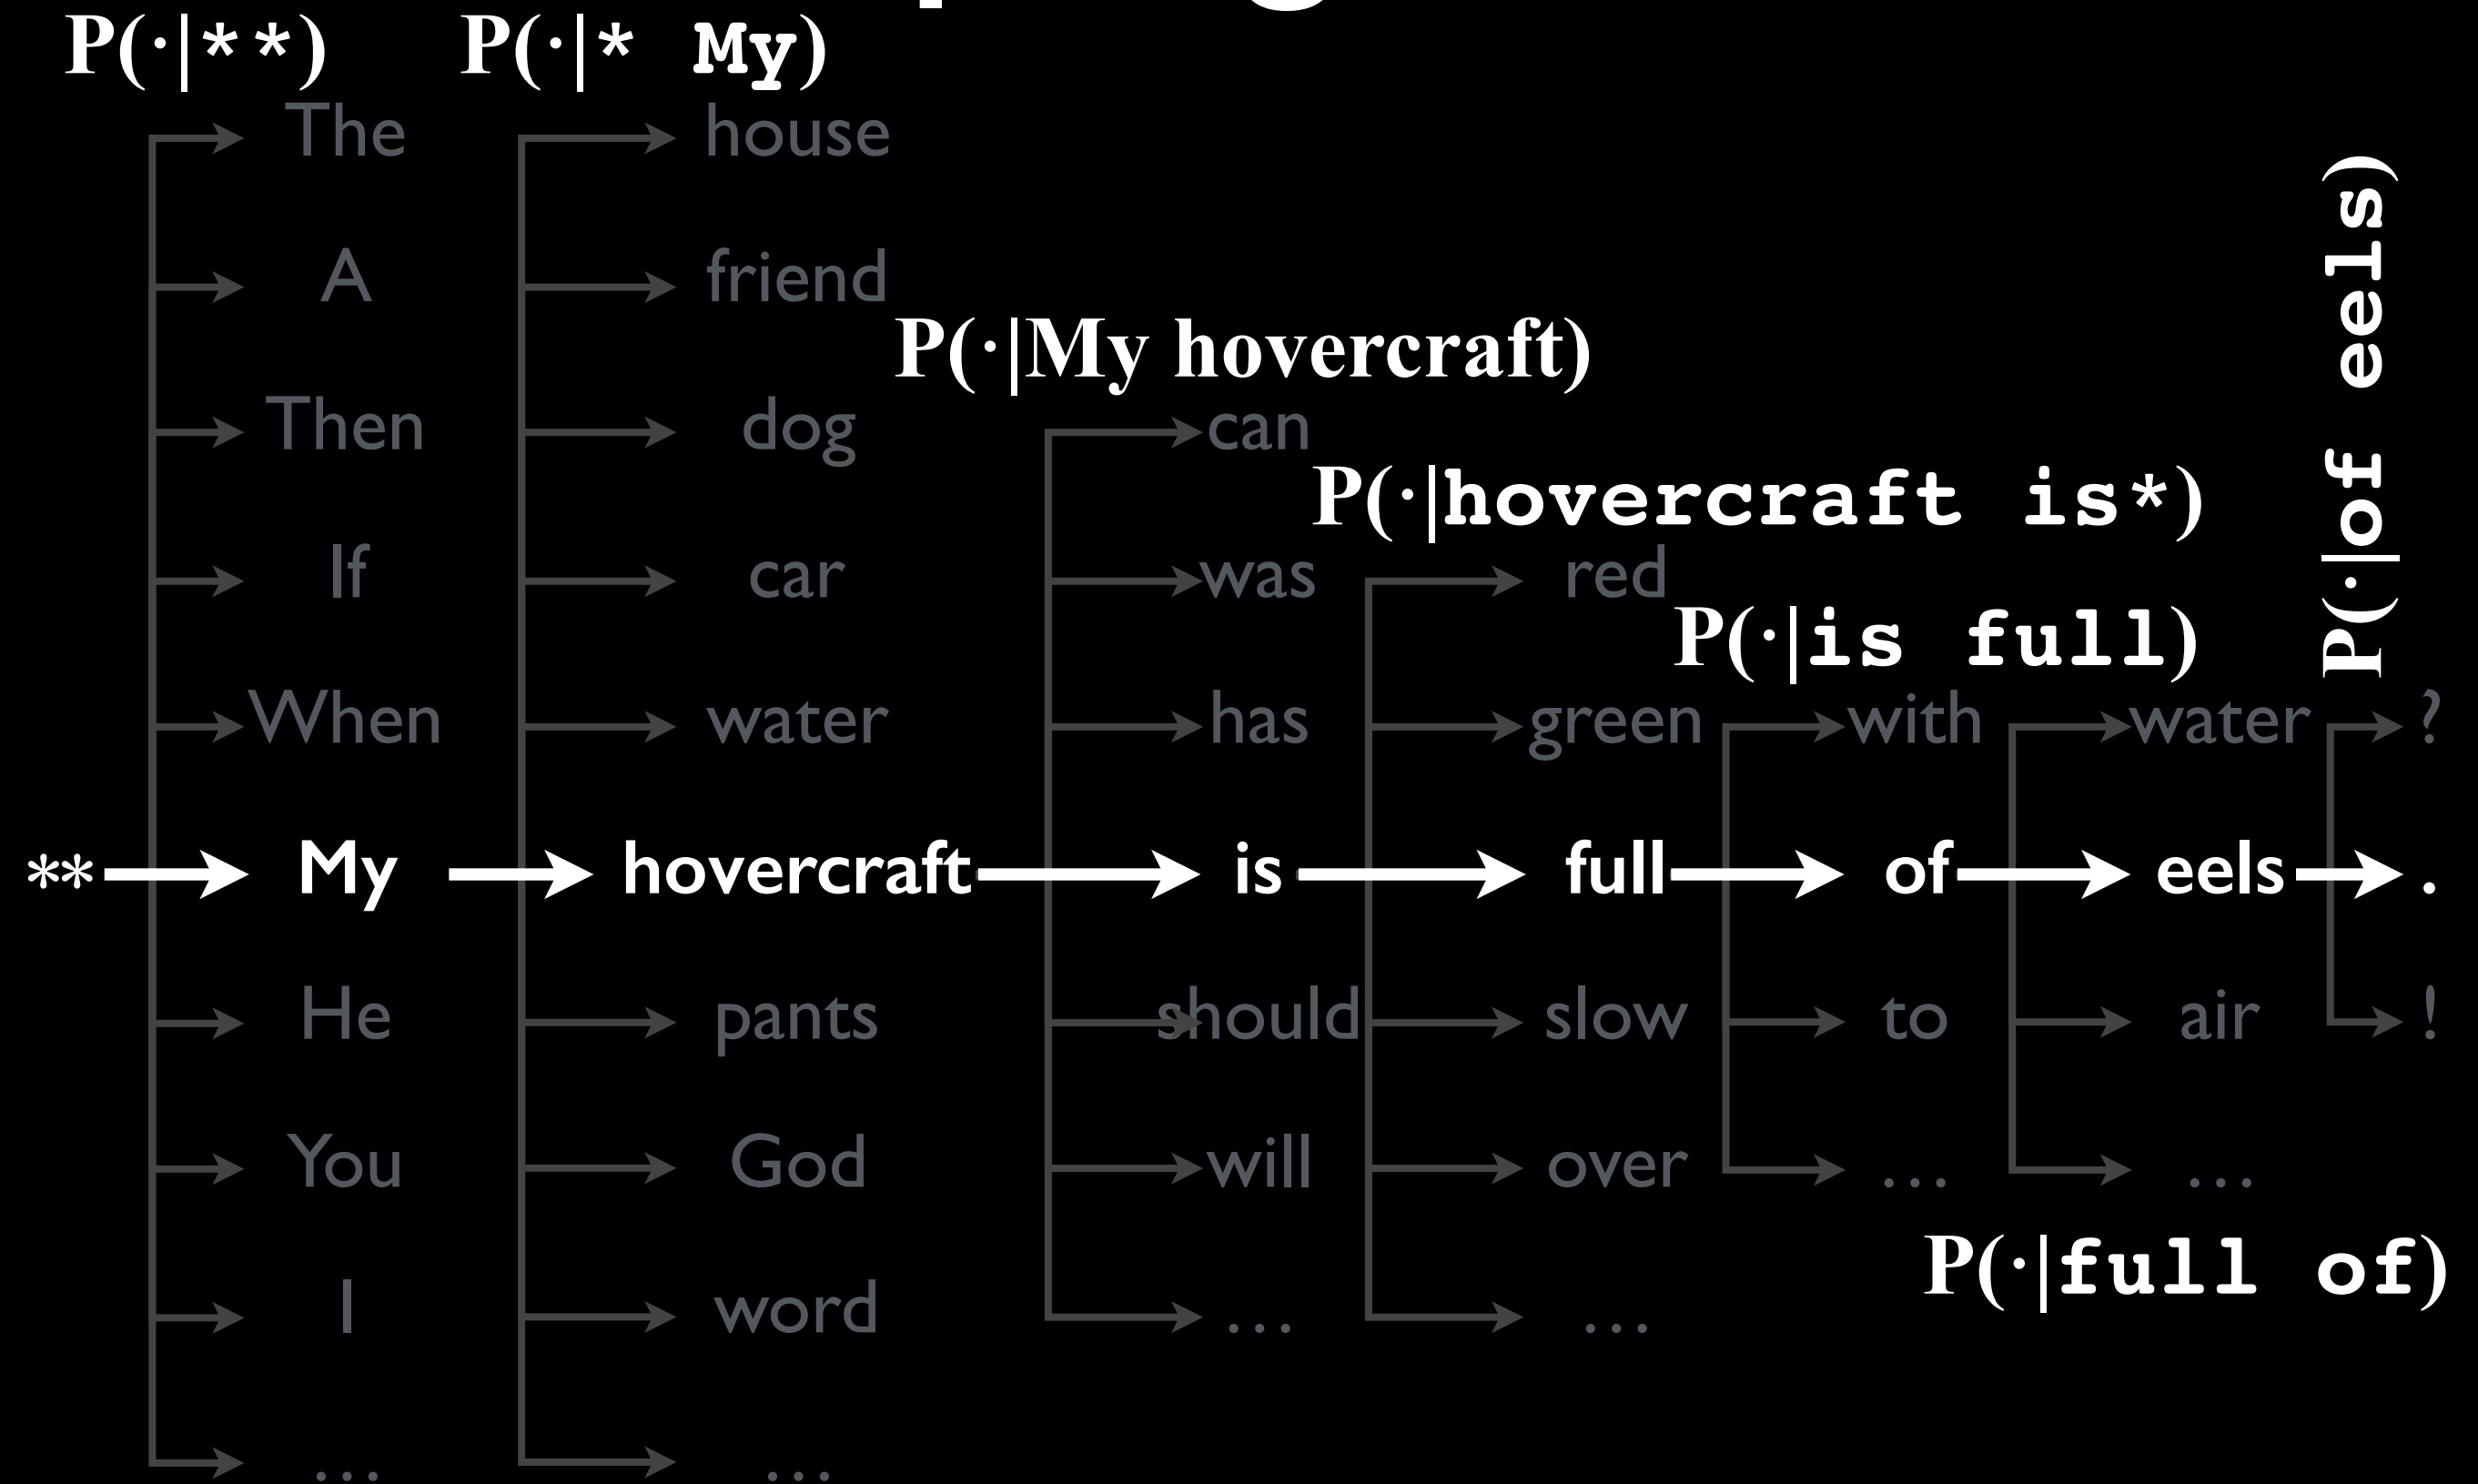 P(·|**) P(·|* My)
The house
A friend
P(·|My hovercraft)
Then dog can
P(·|hovercraft is*)
If car was red
P(·|is full)
P(·|of eels)
When water has green with water ?
** My hovercraft is full of eels .
He pants should slow to air !
You God will over ... ...
P(·|full of)
I word ... ...
... ...